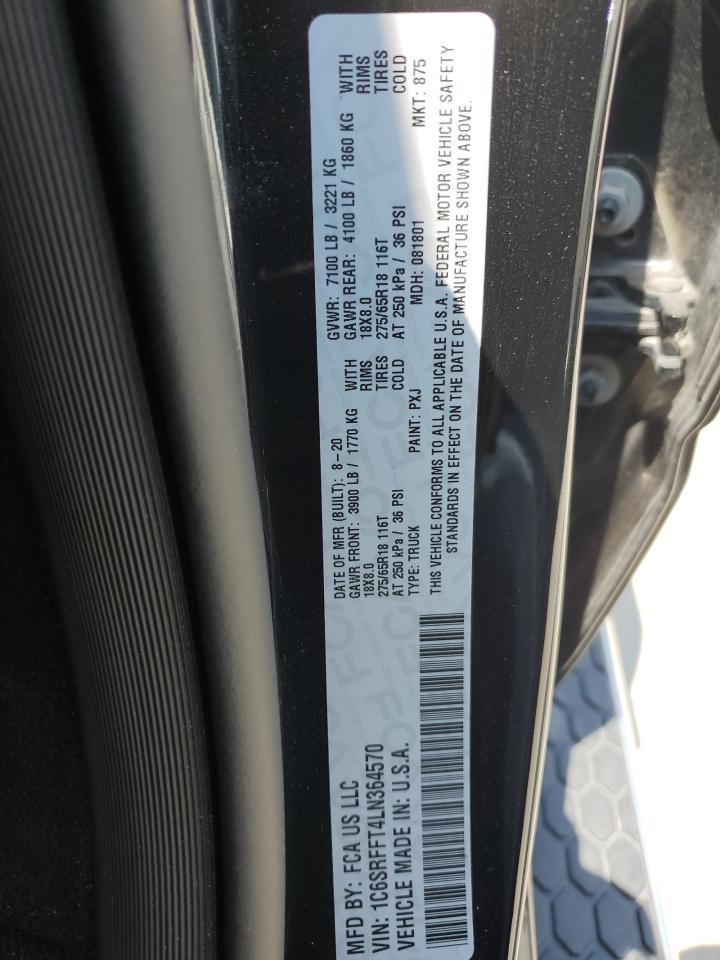 MFD BY: FCA US LLC
VIN: 1C6SRFFT4LN364570
VEHICLE MADE IN: U.S.A.
DATE OF MFR (BUILT): 8-20 GVWR: 7100 LB / 3221 KG
GAWR FRONT: 3900 LB / 1770 KG WITH GAWR REAR: 4100 LB / 1860 KG WITH
18X8.0 RIMS 18X8.0 RIMS
275/65R18 116T TIRES 275/65R18 116T TIRES
AT 250 kPa / 36 PSI COLD AT 250 kPa / 36 PSI COLD
TYPE: TRUCK PAINT: PXJ MDH: 081801 MKT: 875
THIS VEHICLE CONFORMS TO ALL APPLICABLE U.S.A. FEDERAL MOTOR VEHICLE SAFETY
STANDARDS IN EFFECT ON THE DATE OF MANUFACTURE SHOWN ABOVE.